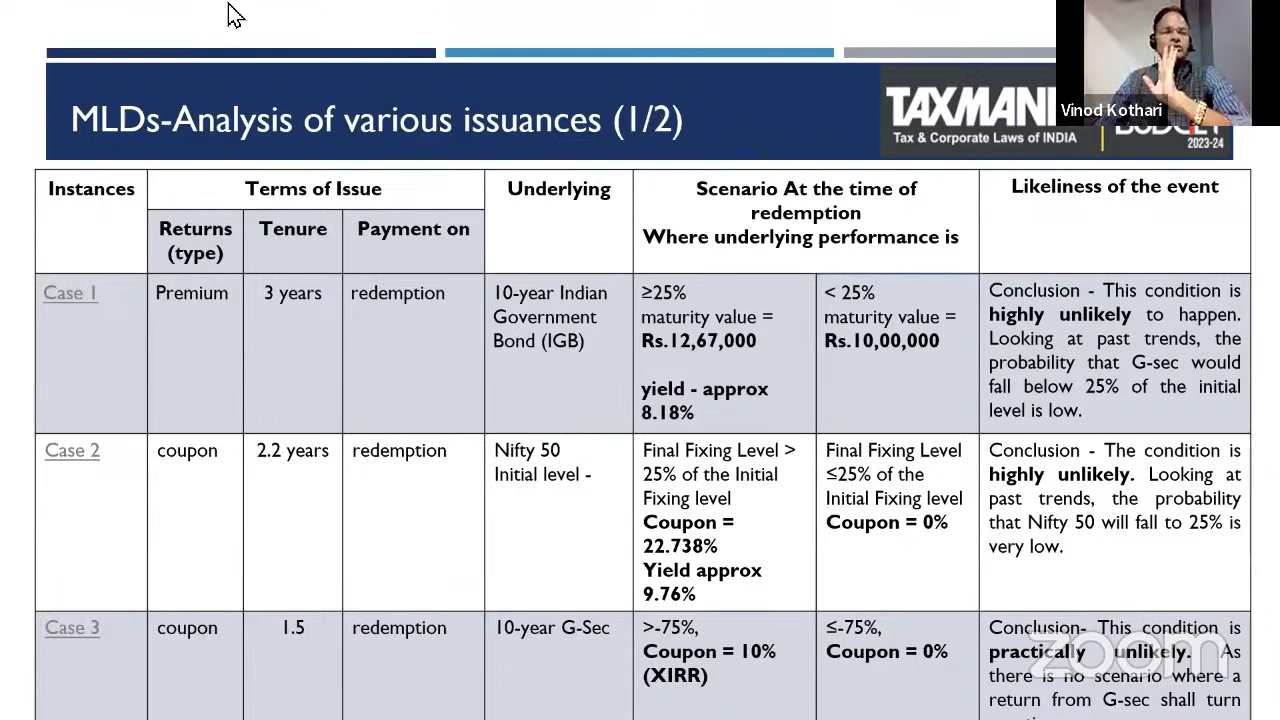 MLDs-Analysis of various issuances (1/2)
TAXMAN
Tax & Corporate Laws of INDIA
BUDGET
2023-24
Vinod Kothari
Instances
Terms of Issue
Underlying
Scenario At the time of
redemption
Where underlying performance is
Likeliness of the event
Returns
(type)
Tenure
Payment on
Case 1
Premium
3 years
redemption
10-year Indian
Government
Bond (IGB)
≥25%
maturity value =
Rs.12,67,000
yield - approx
8.18%
< 25%
maturity value =
Rs.10,00,000
Conclusion - This condition is
highly unlikely to happen.
Looking at past trends, the
probability that G-sec would
fall below 25% of the initial
level is low.
Case 2
coupon
2.2 years
redemption
Nifty 50
Initial level -
Final Fixing Level >
25% of the Initial
Fixing level
Coupon =
22.738%
Yield approx
9.76%
Final Fixing Level
≤25% of the
Initial Fixing level
Coupon = 0%
Conclusion - The condition is
highly unlikely. Looking at
past trends, the probability
that Nifty 50 will fall to 25% is
very low.
Case 3
coupon
1.5
redemption
10-year G-Sec
>-75%,
Coupon = 10%
(XIRR)
≤-75%,
Coupon = 0%
Conclusion- This condition is
practically unlikely. As
there is no scenario where a
return from G-sec shall turn
zoom